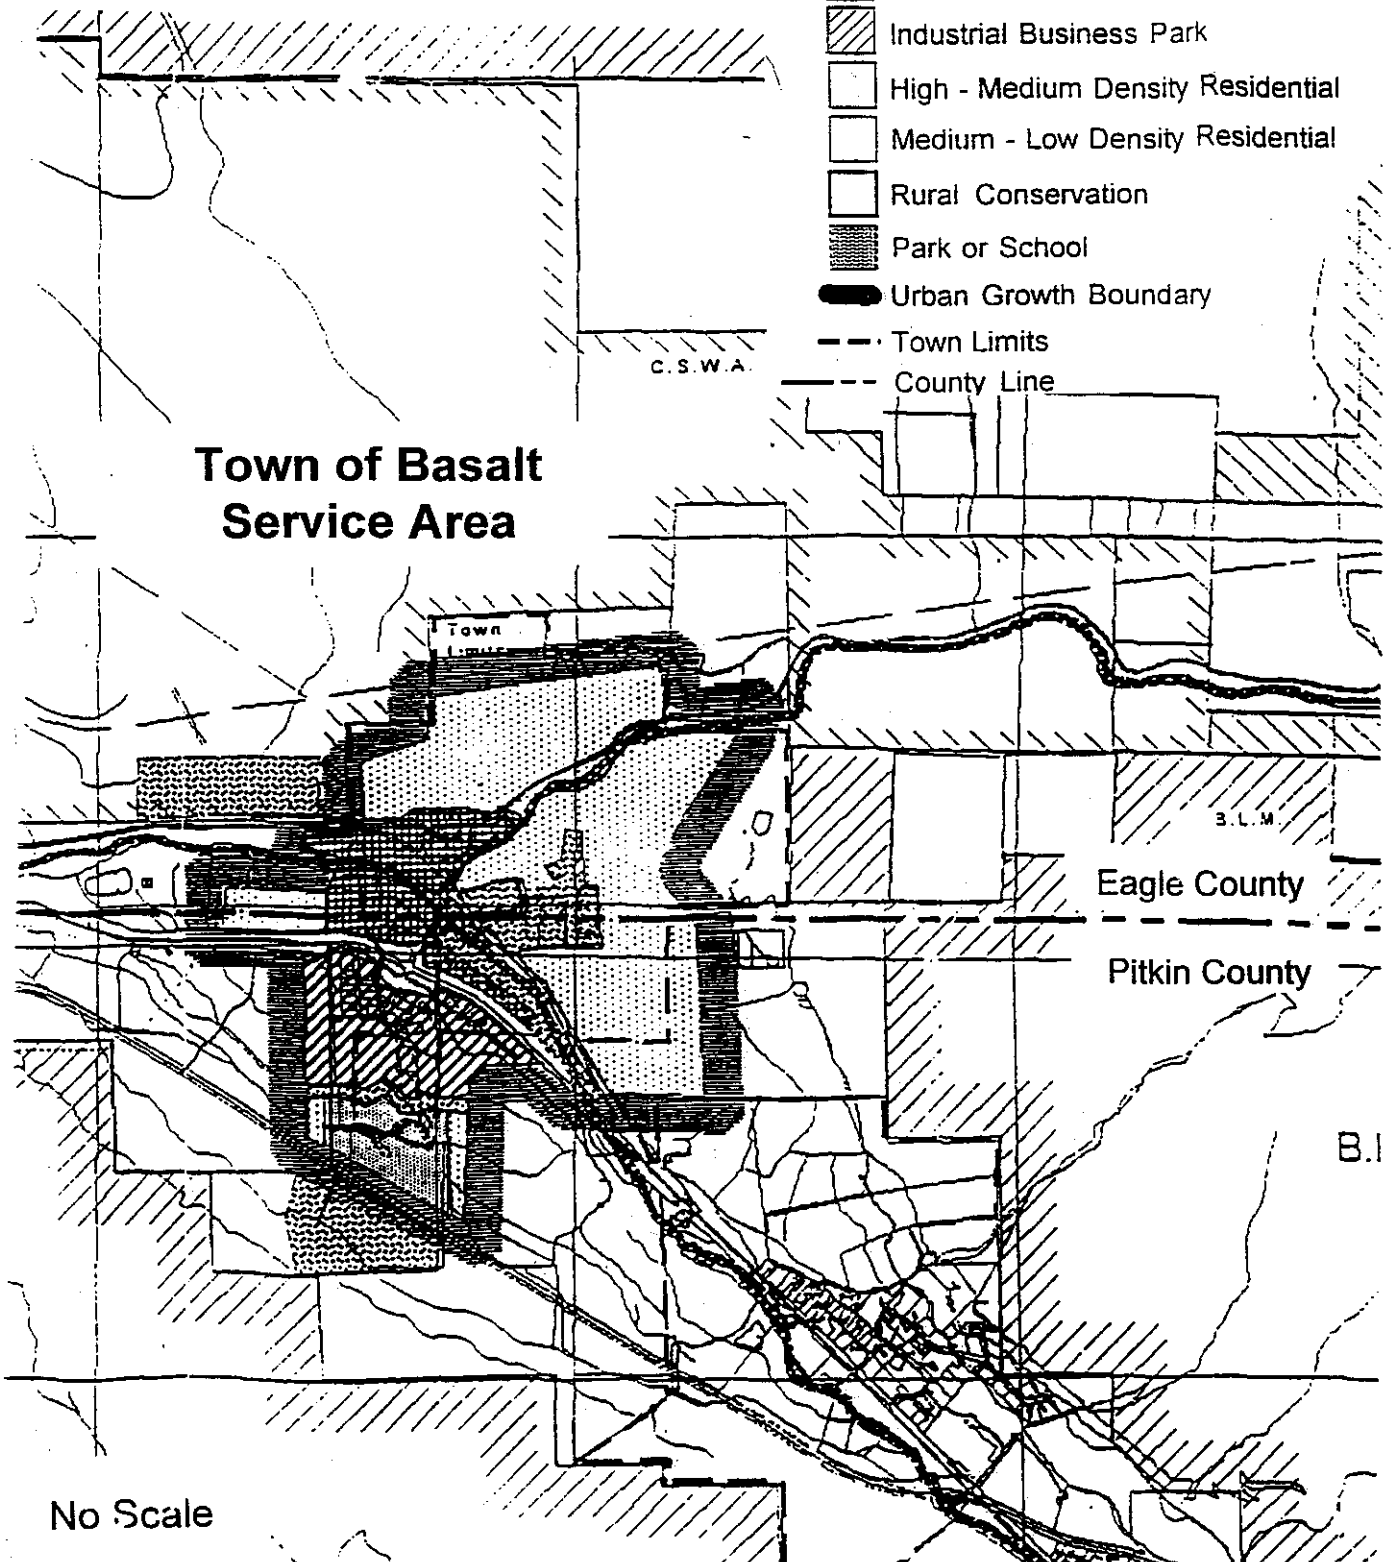 Industrial Business Park
High - Medium Density Residential
Medium - Low Density Residential
Rural Conservation
Park or School
Urban Growth Boundary
Town Limits
County Line
C.S.W.A.
Town of Basalt
Service Area
Town
Limits
B.L.M.
Eagle County
Pitkin County
No Scale